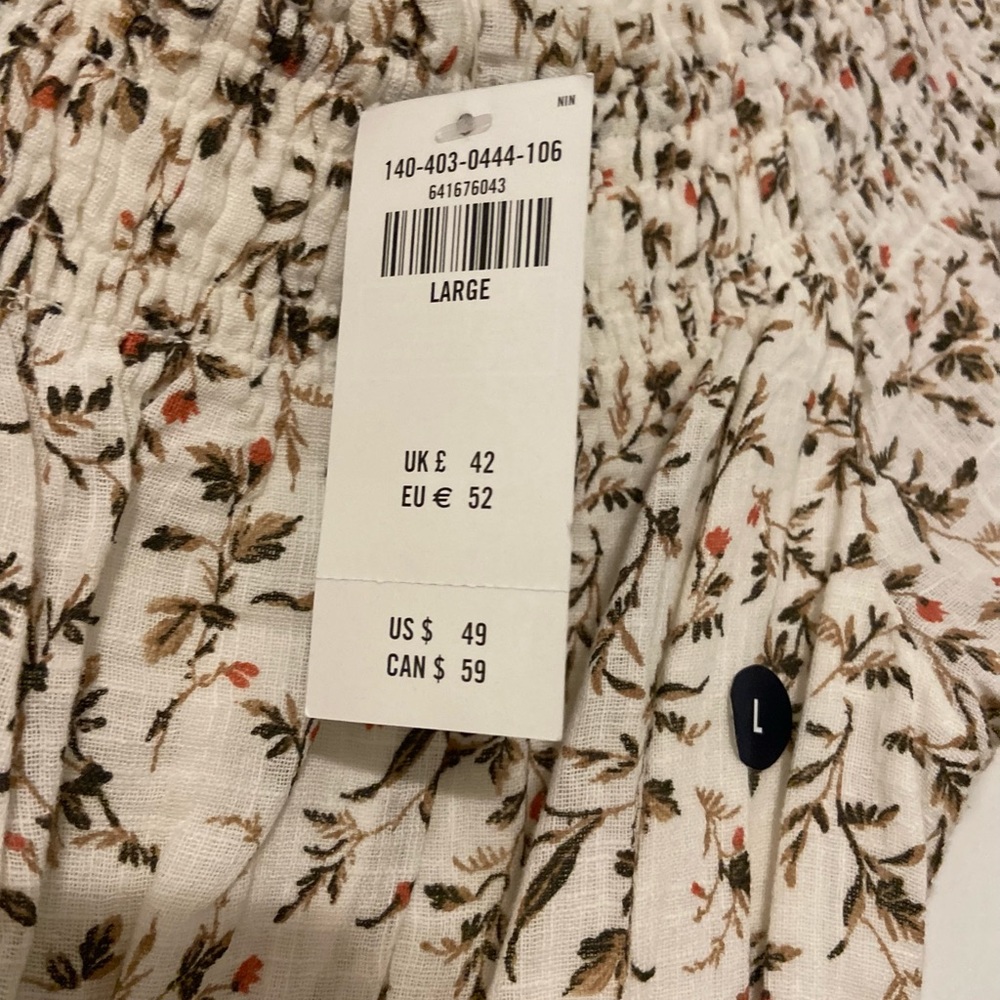 NIN
140-403-0444-106
641676043
LARGE
UK £ 42
EU € 52
US $ 49
CAN $ 59
L